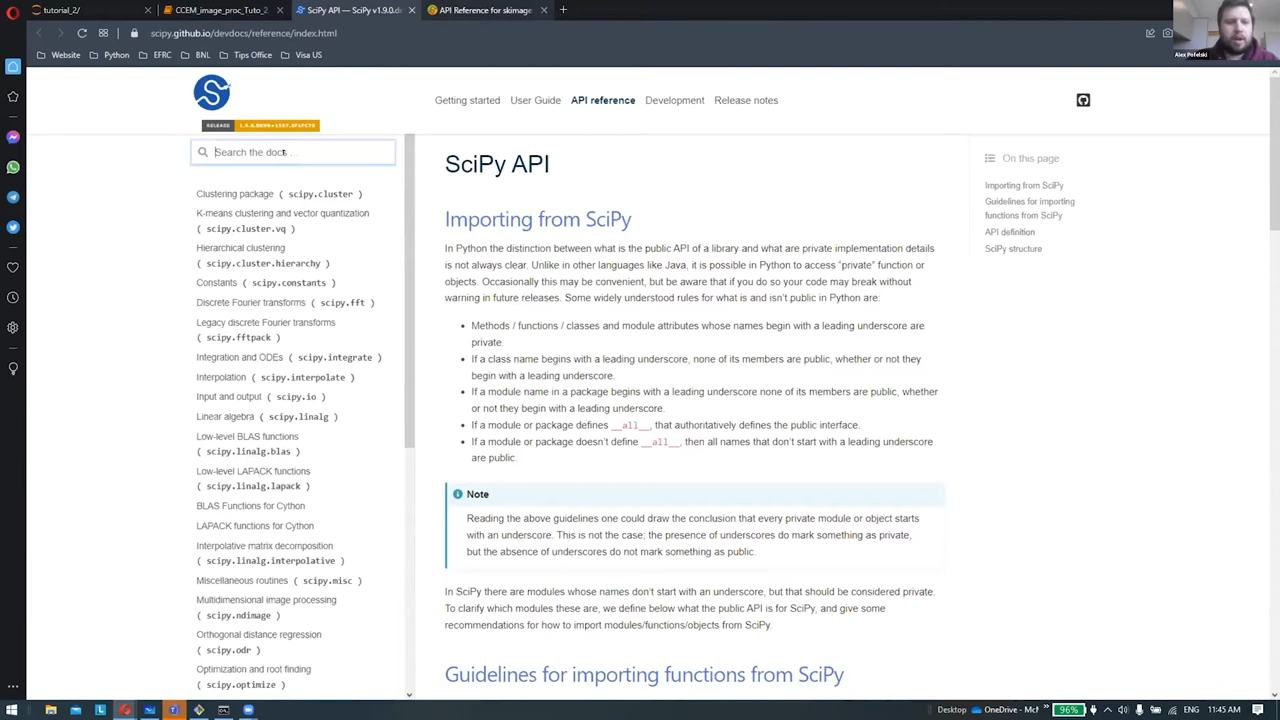 tutorial_2/
CCEM_image_proc_Tuto_2
SciPy API — SciPy v1.9.0.de
API Reference for skimage
scipy.github.io/devdocs/reference/index.html
Website
Python
EFRC
BNL
Tips Office
Visa US
Alex Pofelski
Getting started
User Guide
API reference
Development
Release notes
RELEASE
Search the docs ...
Clustering package ( scipy.cluster )
K-means clustering and vector quantization
( scipy.cluster.vq )
Hierarchical clustering
( scipy.cluster.hierarchy )
Constants ( scipy.constants )
Discrete Fourier transforms ( scipy.fft )
Legacy discrete Fourier transforms
( scipy.fftpack )
Integration and ODEs ( scipy.integrate )
Interpolation ( scipy.interpolate )
Input and output ( scipy.io )
Linear algebra ( scipy.linalg )
Low-level BLAS functions
( scipy.linalg.blas )
Low-level LAPACK functions
( scipy.linalg.lapack )
BLAS Functions for Cython
LAPACK functions for Cython
Interpolative matrix decomposition
( scipy.linalg.interpolative )
Miscellaneous routines ( scipy.misc )
Multidimensional image processing
( scipy.ndimage )
Orthogonal distance regression
( scipy.odr )
Optimization and root finding
( scipy.optimize )
SciPy API
Importing from SciPy
In Python the distinction between what is the public API of a library and what are private implementation details
is not always clear. Unlike in other languages like Java, it is possible in Python to access "private" function or
objects. Occasionally this may be convenient, but be aware that if you do so your code may break without
warning in future releases. Some widely understood rules for what is and isn't public in Python are:
• Methods / functions / classes and module attributes whose names begin with a leading underscore are
private.
• If a class name begins with a leading underscore, none of its members are public, whether or not they
begin with a leading underscore.
• If a module name in a package begins with a leading underscore none of its members are public, whether
or not they begin with a leading underscore.
• If a module or package defines __all__, that authoritatively defines the public interface.
• If a module or package doesn't define __all__, then all names that don't start with a leading underscore
are public.
Note
Reading the above guidelines one could draw the conclusion that every private module or object starts
with an underscore. This is not the case; the presence of underscores do mark something as private,
but the absence of underscores do not mark something as public.
In SciPy there are modules whose names don't start with an underscore, but that should be considered private.
To clarify which modules these are, we define below what the public API is for SciPy, and give some
recommendations for how to import modules/functions/objects from SciPy.
Guidelines for importing functions from SciPy
On this page
Importing from SciPy
Guidelines for importing
functions from SciPy
API definition
SciPy structure
96%
Desktop
OneDrive - McM
11:45 AM